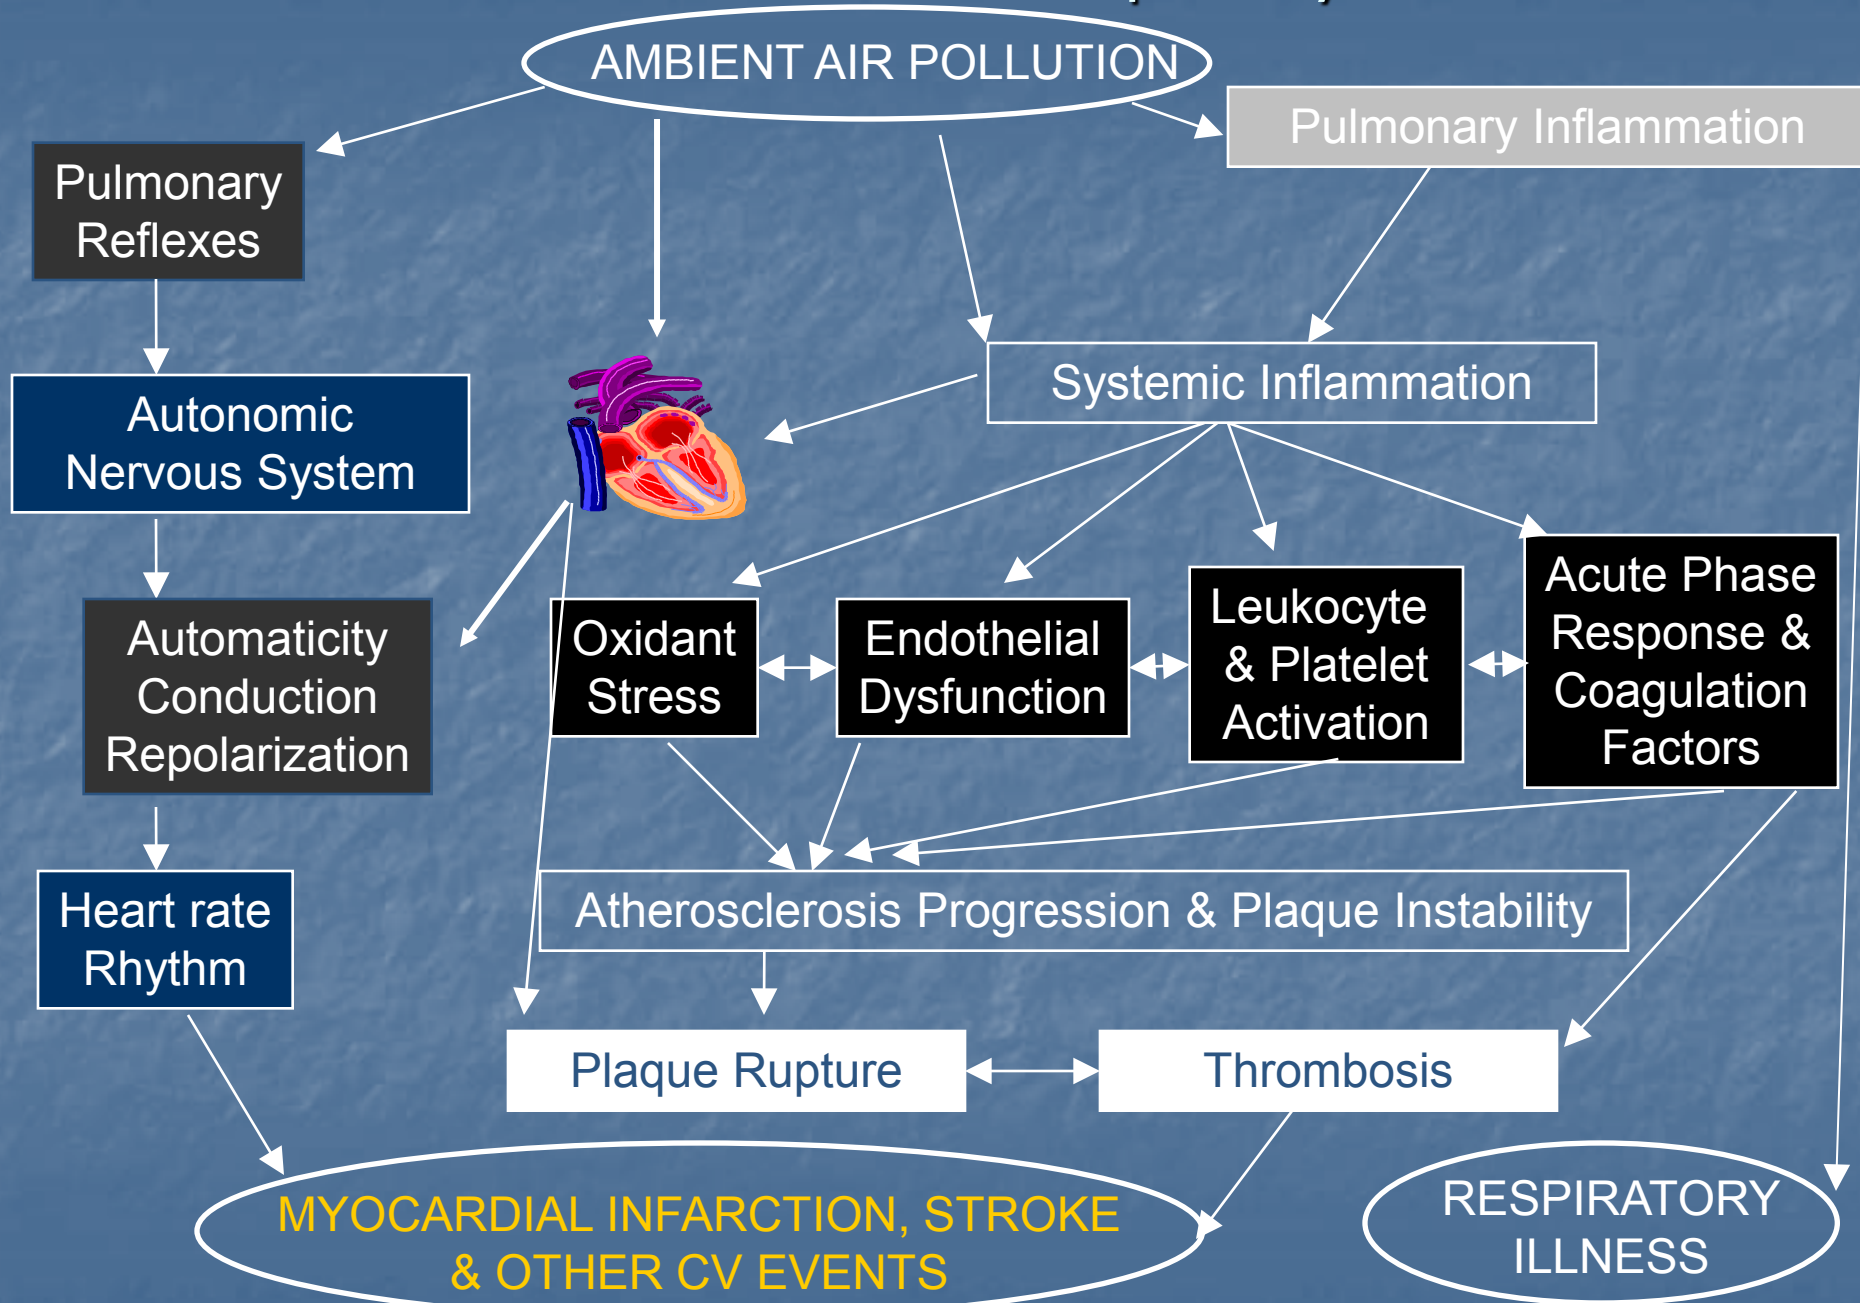 AMBIENT AIR POLLUTION
Pulmonary Inflammation
Pulmonary
Reflexes
Systemic Inflammation
Autonomic
Nervous System
Automaticity
Conduction
Repolarization
Oxidant
Stress
Endothelial
Dysfunction
Leukocyte
& Platelet
Activation
Acute Phase
Response &
Coagulation
Factors
Heart rate
Rhythm
Atherosclerosis Progression & Plaque Instability
Plaque Rupture
Thrombosis
MYOCARDIAL INFARCTION, STROKE
& OTHER CV EVENTS
RESPIRATORY
ILLNESS